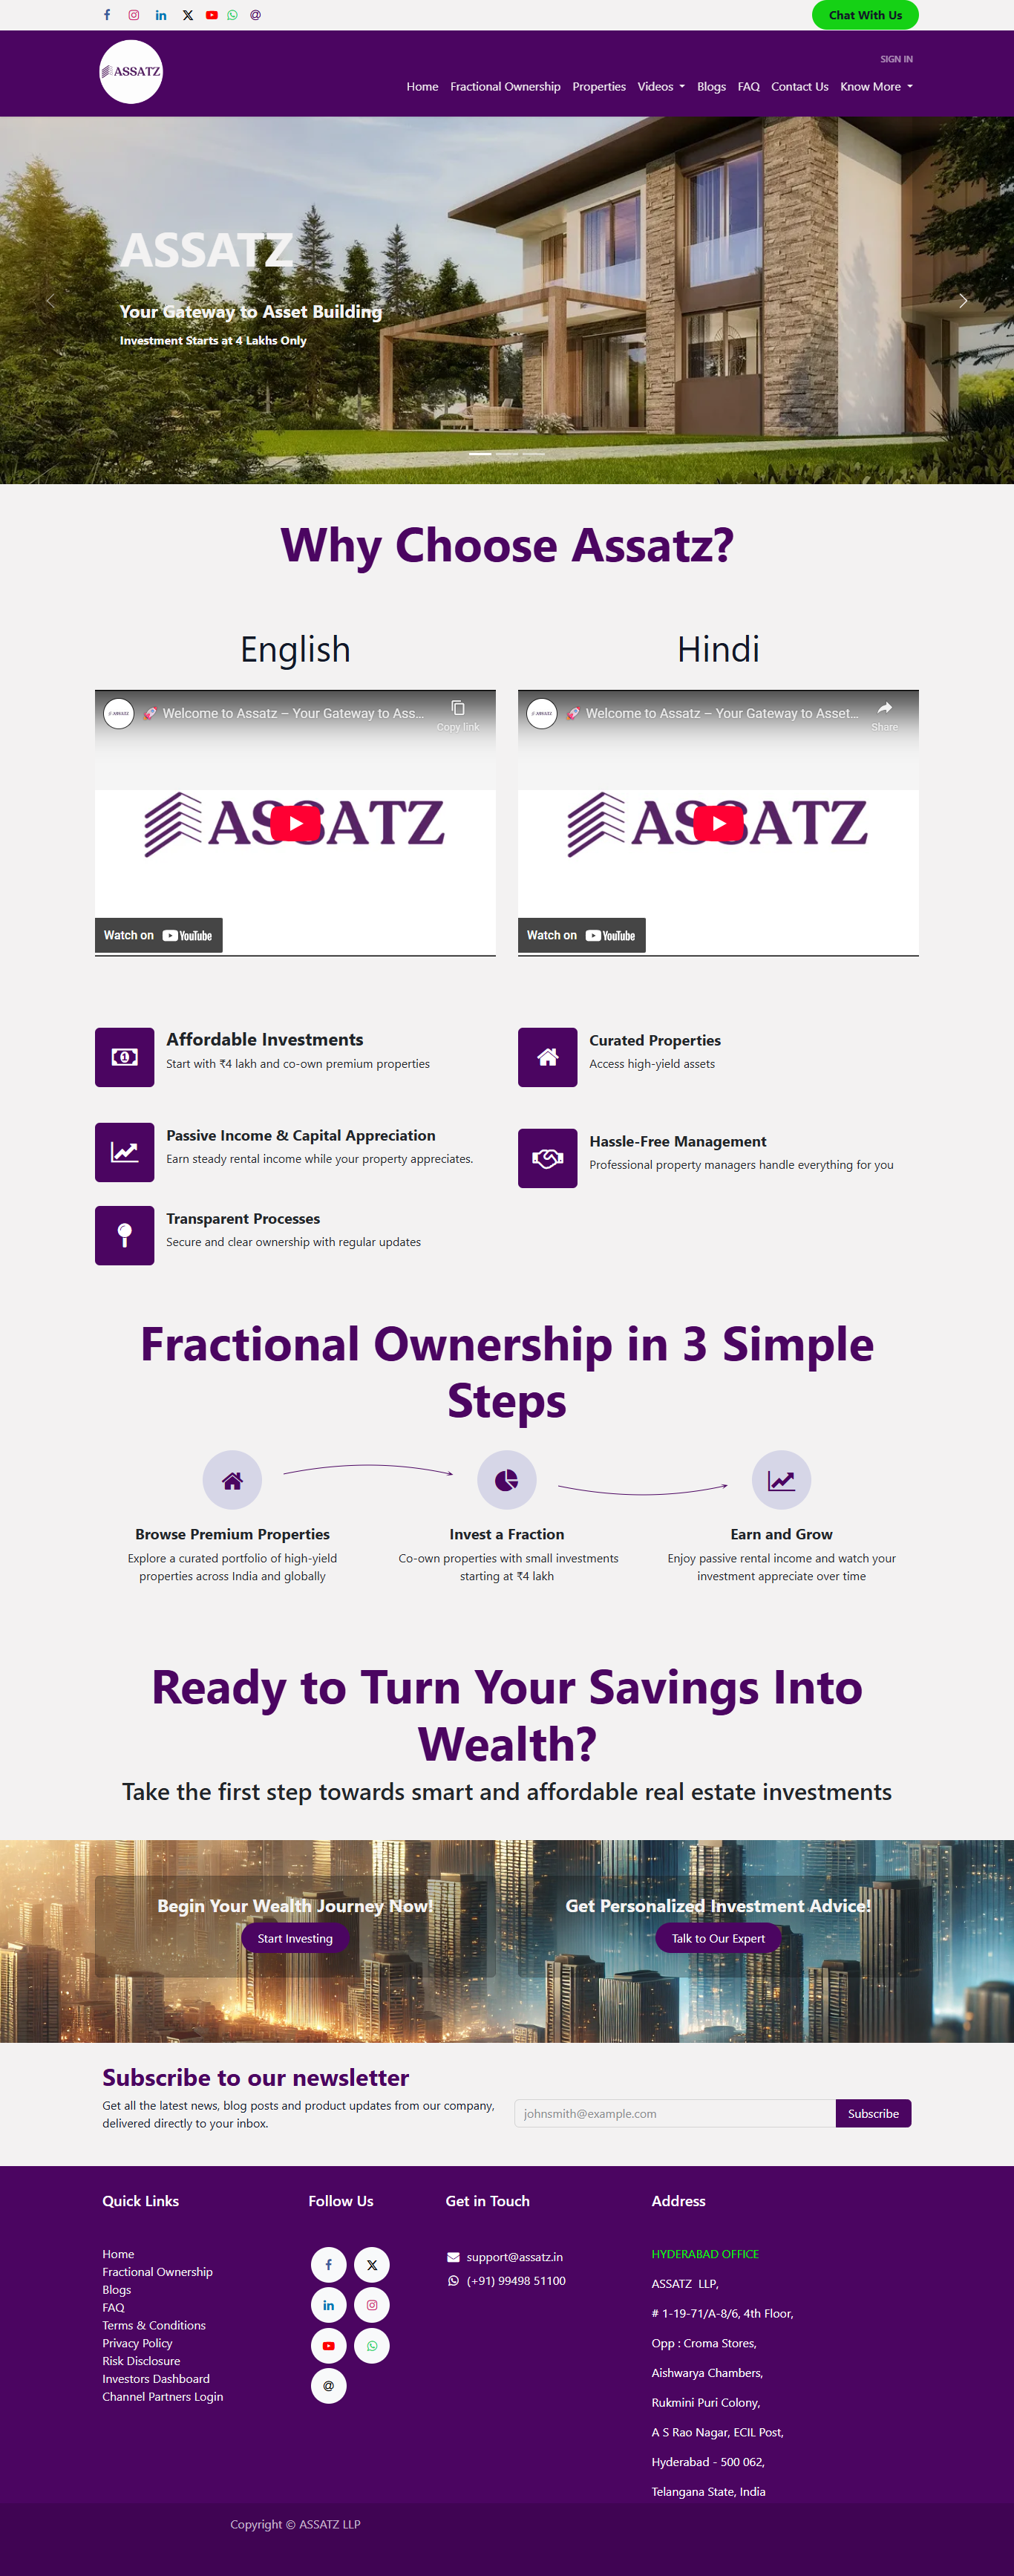 Chat With Us
ASSATZ
SIGN IN
Home Fractional Ownership Properties Videos Blogs FAQ Contact Us Know More
ASSATZ
Your Gateway to Asset Building
Investment Starts at 4 Lakhs Only
Why Choose Assatz?
English
ASSATZ
🚀 Welcome to Assatz – Your Gateway to Ass...
Copy link
ASSATZ
Watch on YouTube
Hindi
ASSATZ
🚀 Welcome to Assatz – Your Gateway to Asset...
Share
ASSATZ
Watch on YouTube
Affordable Investments
Start with ₹4 lakh and co-own premium properties
Curated Properties
Access high-yield assets
Passive Income & Capital Appreciation
Earn steady rental income while your property appreciates.
Hassle-Free Management
Professional property managers handle everything for you
Transparent Processes
Secure and clear ownership with regular updates
Fractional Ownership in 3 Simple
Steps
Browse Premium Properties
Explore a curated portfolio of high-yield
properties across India and globally
Invest a Fraction
Co-own properties with small investments
starting at ₹4 lakh
Earn and Grow
Enjoy passive rental income and watch your
investment appreciate over time
Ready to Turn Your Savings Into
Wealth?
Take the first step towards smart and affordable real estate investments
Begin Your Wealth Journey Now!
Start Investing
Get Personalized Investment Advice!
Talk to Our Expert
Subscribe to our newsletter
Get all the latest news, blog posts and product updates from our company,
delivered directly to your inbox.
johnsmith@example.com
Subscribe
Quick Links
Home
Fractional Ownership
Blogs
FAQ
Terms & Conditions
Privacy Policy
Risk Disclosure
Investors Dashboard
Channel Partners Login
Follow Us
Get in Touch
support@assatz.in
(+91) 99498 51100
Address
HYDERABAD OFFICE
ASSATZ LLP,
# 1-19-71/A-8/6, 4th Floor,
Opp : Croma Stores,
Aishwarya Chambers,
Rukmini Puri Colony,
A S Rao Nagar, ECIL Post,
Hyderabad - 500 062,
Telangana State, India
Copyright © ASSATZ LLP